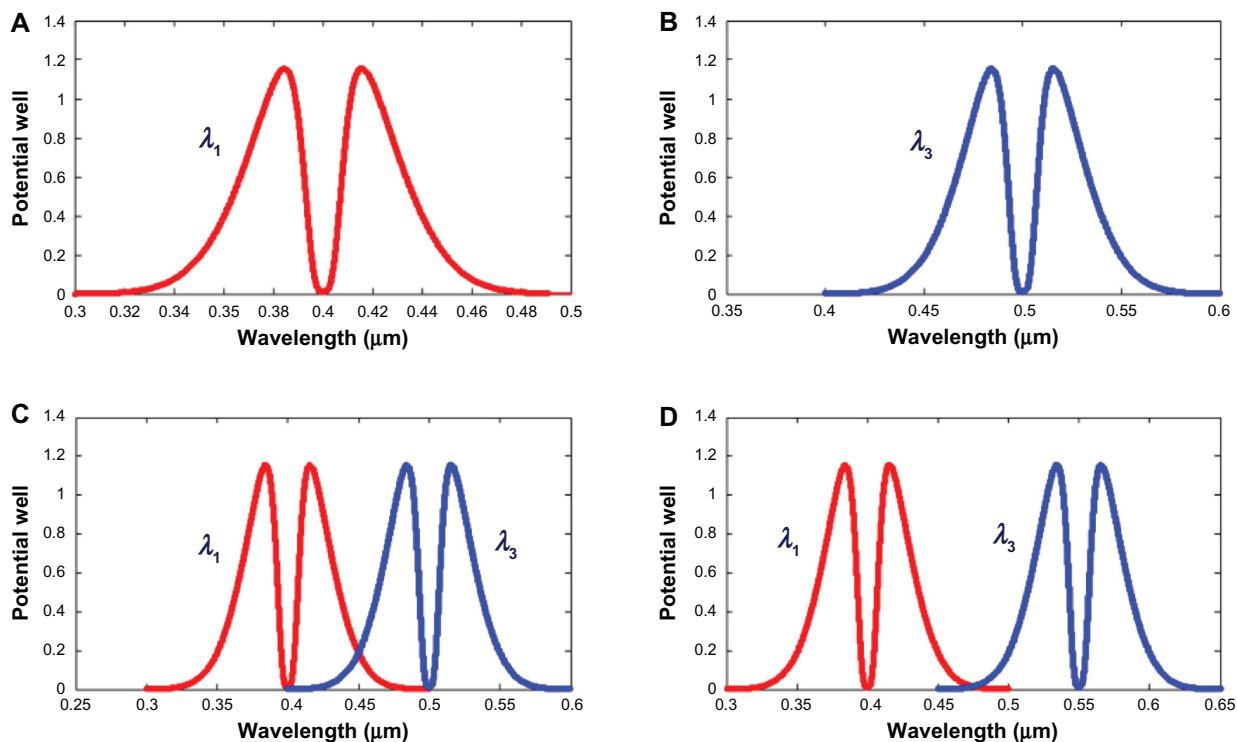 A
1.4
1.2
1
0.8
0.6
0.4
0.2
0
Potential well
λ1
0.3 0.32 0.34 0.36 0.38 0.4 0.42 0.44 0.46 0.48 0.5
Wavelength (μm)
B
1.4
1.2
1
0.8
0.6
0.4
0.2
0
Potential well
λ3
0.35 0.4 0.45 0.5 0.55 0.6
Wavelength (μm)
C
1.4
1.2
1
0.8
0.6
0.4
0.2
0
Potential well
λ1
λ3
0.25 0.3 0.35 0.4 0.45 0.5 0.55 0.6
Wavelength (μm)
D
1.4
1.2
1
0.8
0.6
0.4
0.2
0
Potential well
λ1
λ3
0.3 0.35 0.4 0.45 0.5 0.55 0.6 0.65
Wavelength (μm)